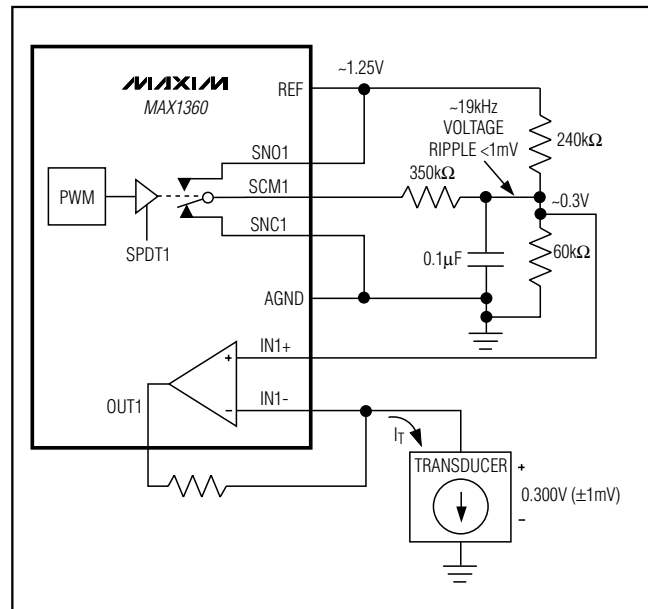 MAXIM
MAX1360
REF
~1.25V
~19kHz
VOLTAGE
RIPPLE <1mV
240kΩ
SNO1
350kΩ
PWM
SCM1
~0.3V
SNC1
SPDT1
0.1μF
60kΩ
AGND
IN1+
+
OUT1
−
IN1-
IT
TRANSDUCER
+
0.300V (±1mV)
−